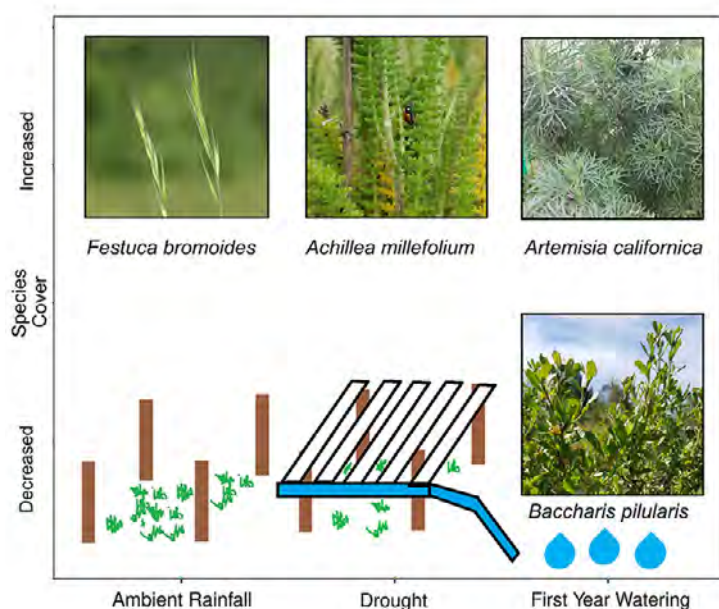 Increased
Festuca bromoides
Achillea millefolium
Artemisia californica
Species
Cover
Decreased
Baccharis pilularis
Ambient Rainfall
Drought
First Year Watering